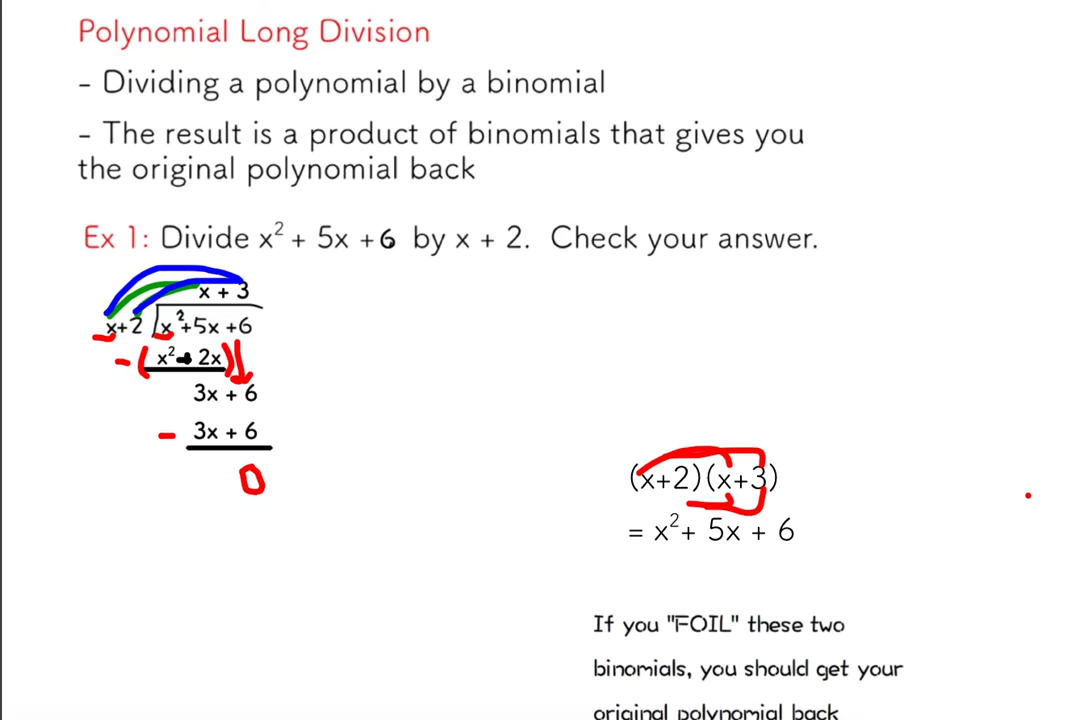 Polynomial Long Division
- Dividing a polynomial by a binomial
- The result is a product of binomials that gives you
the original polynomial back
Ex 1: Divide x² + 5x + 6 by x + 2. Check your answer.
x + 3
x+2 x²+5x +6
-( x² + 2x)
3x + 6
- 3x + 6
0
(x+2)(x+3)
= x² + 5x + 6
If you "FOIL" these two
binomials, you should get your
original polynomial back